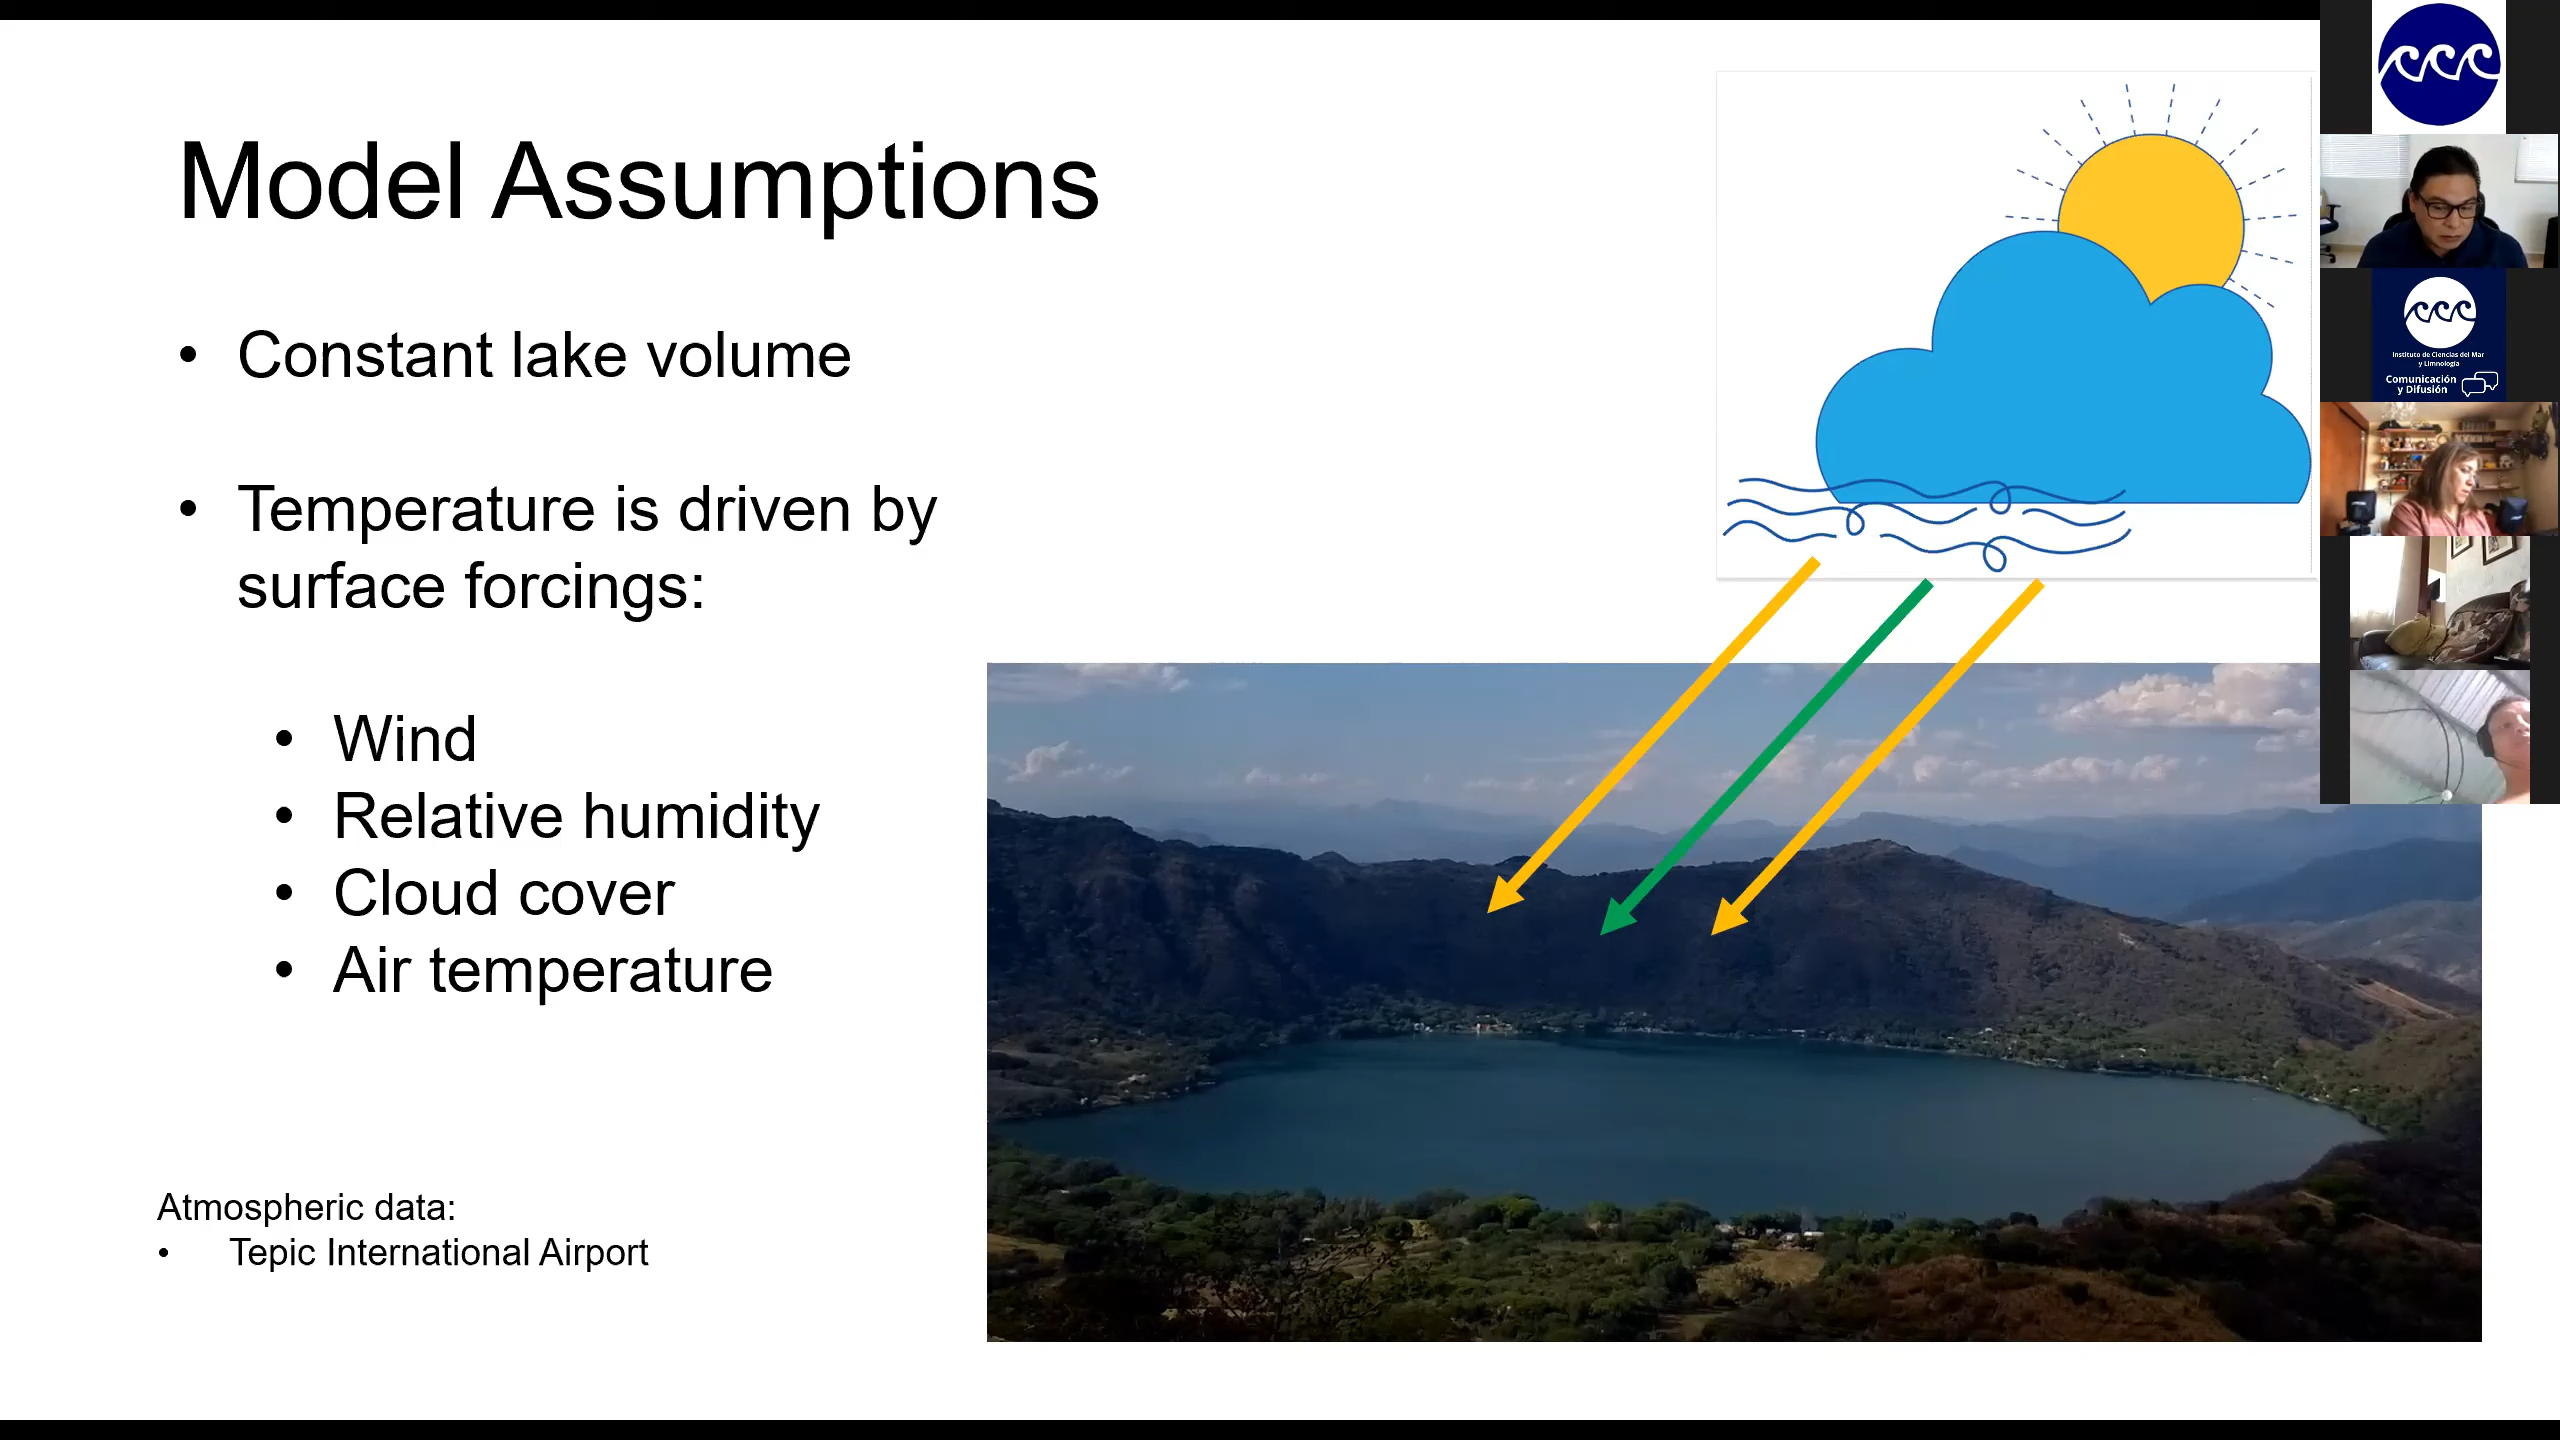 Model Assumptions
• Constant lake volume
• Temperature is driven by
surface forcings:
• Wind
• Relative humidity
• Cloud cover
• Air temperature
Atmospheric data:
• Tepic International Airport
Instituto de Ciencias del Mar
y Limnología
Comunicación
y Difusión